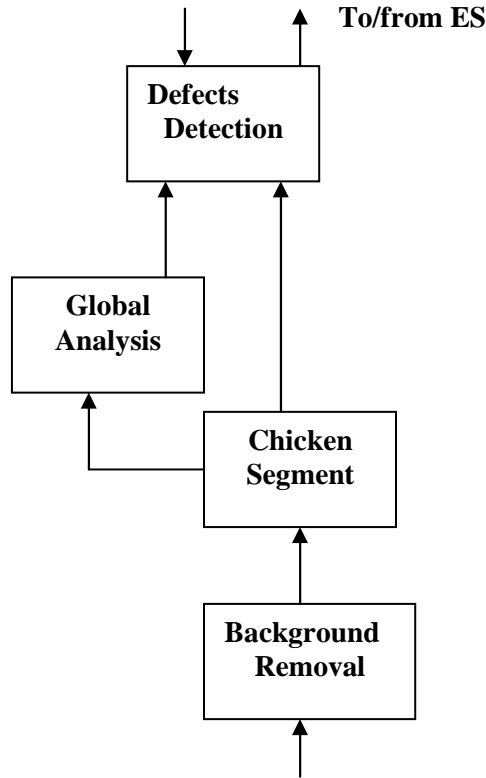 To/from ES
Defects
Detection
Global
Analysis
Chicken
Segment
Background
Removal